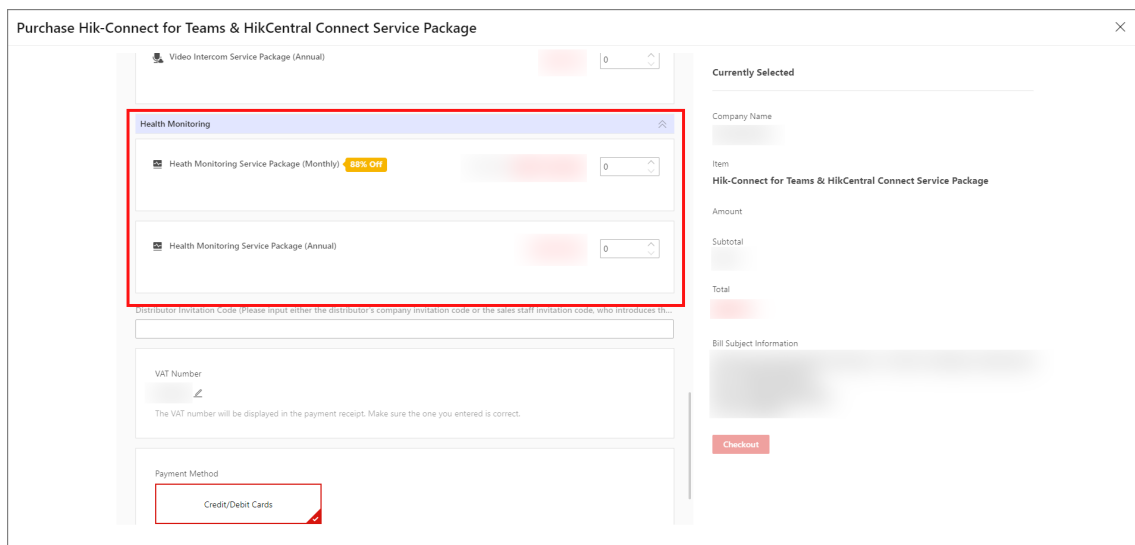 Purchase Hik-Connect for Teams & HikCentral Connect Service Package
Video Intercom Service Package (Annual)
0
Health Monitoring
Heath Monitoring Service Package (Monthly)
88% Off
0
Health Monitoring Service Package (Annual)
0
Distributor Invitation Code (Please input either the distributor's company invitation code or the sales staff invitation code, who introduces th...
VAT Number
The VAT number will be displayed in the payment receipt. Make sure the one you entered is correct.
Payment Method
Credit/Debit Cards
Currently Selected
Company Name
Item
Hik-Connect for Teams & HikCentral Connect Service Package
Amount
Subtotal
Total
Bill Subject Information
Checkout